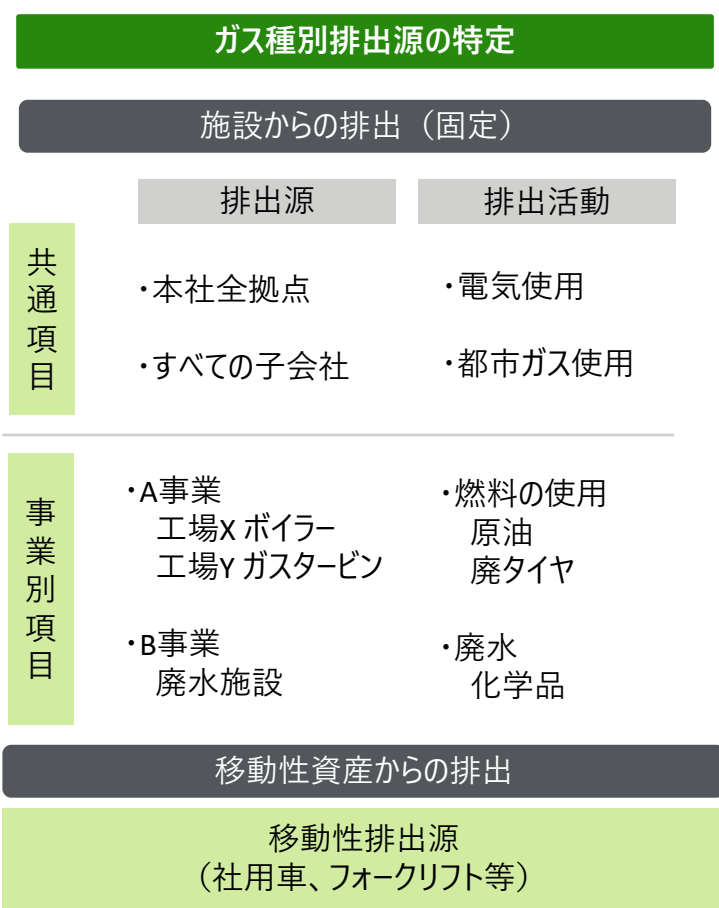 ガス種別排出源の特定
施設からの排出（固定）
排出源
排出活動
共通項目
・本社全拠点
・電気使用
・すべての子会社
・都市ガス使用
事業別項目
・A事業
工場X ボイラー
工場Y ガスタービン
・燃料の使用
原油
廃タイヤ
・B事業
廃水施設
・廃水
化学品
移動性資産からの排出
移動性排出源
（社用車、フォークリフト等）